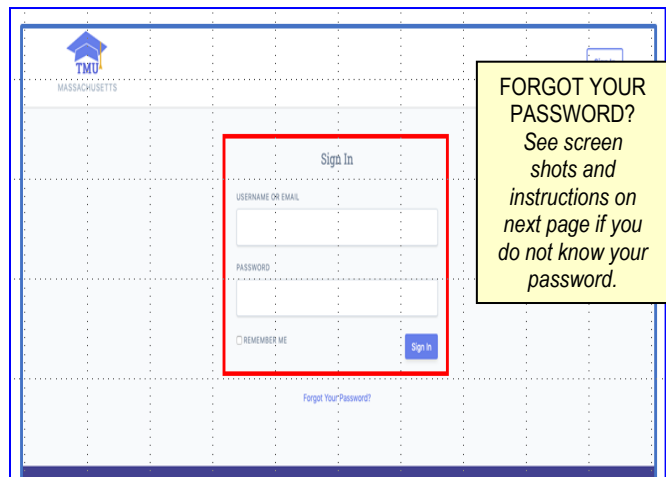 TMU
MASSACHUSETTS
FORGOT YOUR
PASSWORD?
See screen
shots and
instructions on
next page if you
do not know your
password.
Sign In
USERNAME OR EMAIL
PASSWORD
REMEMBER ME
Sign In
Forgot Your Password?